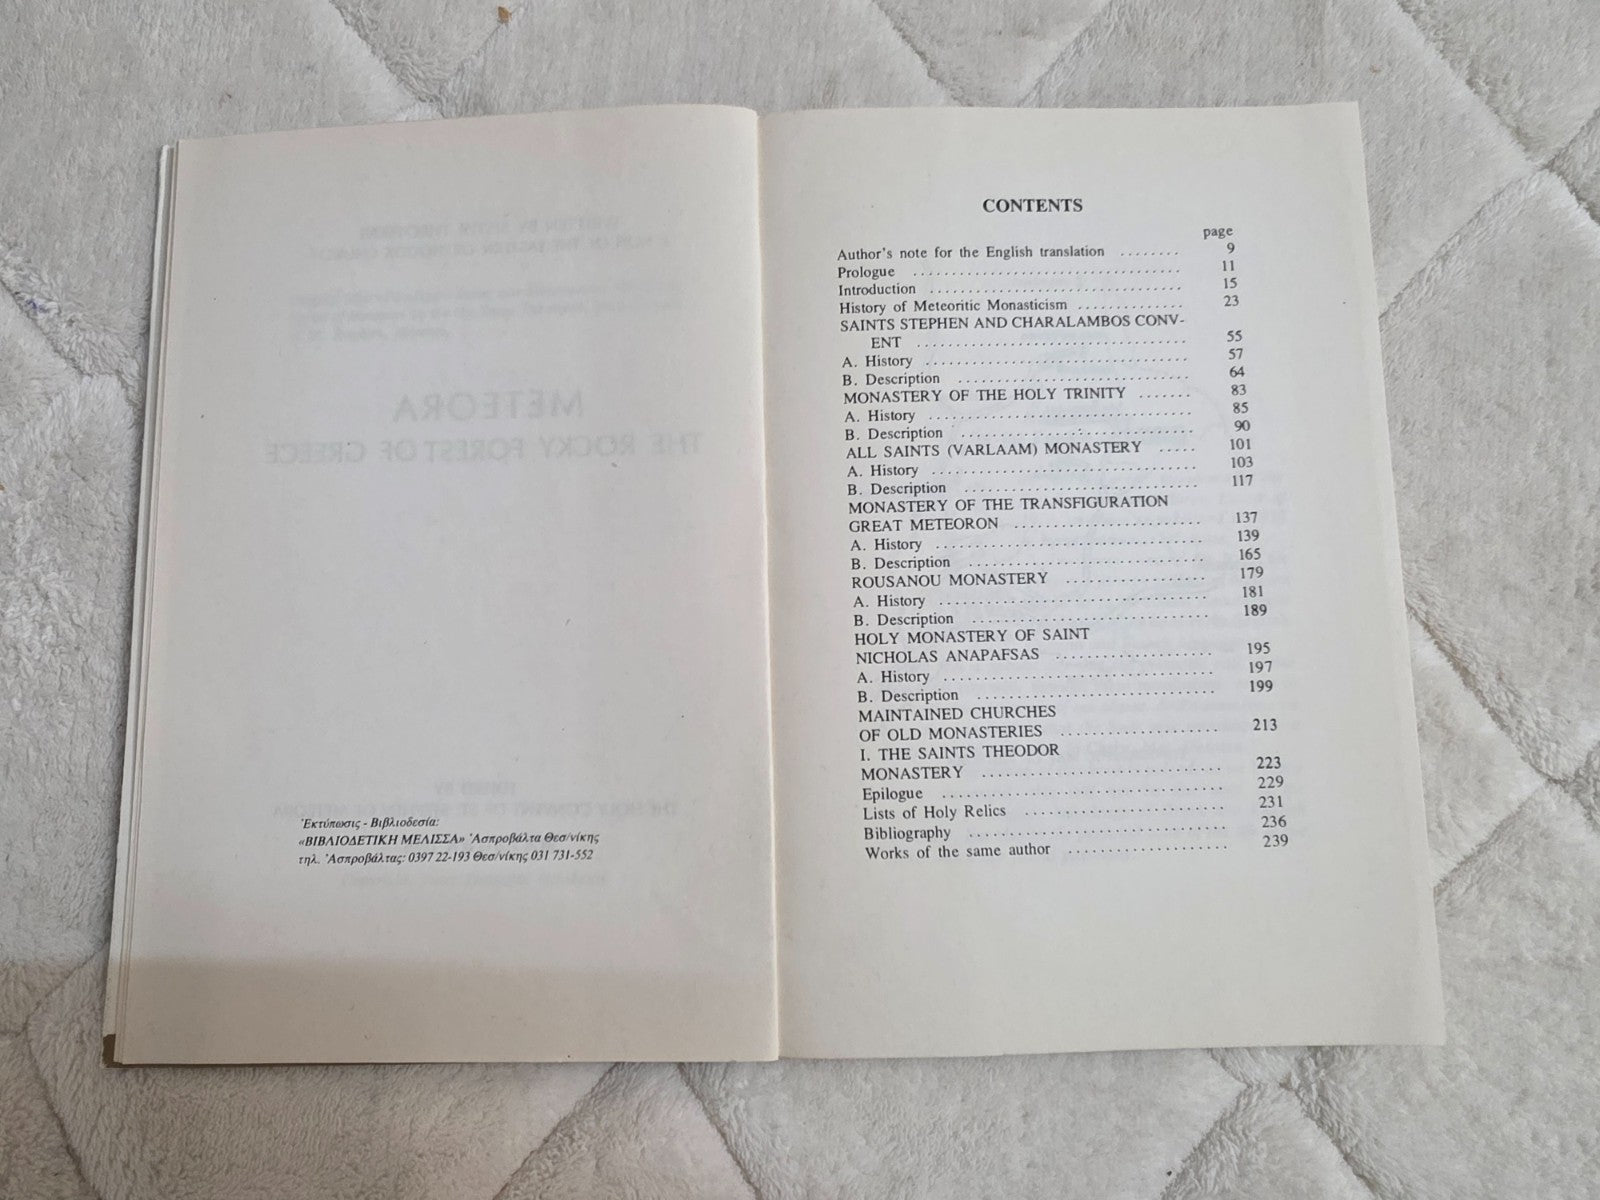 Ἐκτύπωσις - Βιβλιοδεσία:
«ΒΙΒΛΙΟΔΕΤΙΚΗ ΜΕΛΙΣΣΑ» Ἀσπροβάλτα Θεσ/νίκης
τηλ. Ἀσπροβάλτας: 0397 22-193 Θεσ/νίκης 031 731-552
METEORA
THE ROCKY FOREST OF GREECE
CONTENTS
page
Author's note for the English translation ........ 9
Prologue .................................. 11
Introduction ................................ 15
History of Meteoritic Monasticism .............. 23
SAINTS STEPHEN AND CHARALAMBOS CONV-
ENT .................................. 55
A. History ................................. 57
B. Description ............................. 64
MONASTERY OF THE HOLY TRINITY ....... 83
A. History ................................. 85
B. Description .............................. 90
ALL SAINTS (VARLAAM) MONASTERY ..... 101
A. History ................................. 103
B. Description .............................. 117
MONASTERY OF THE TRANSFIGURATION
GREAT METEORON ........................ 137
A. History .................................. 139
B. Description .............................. 165
ROUSANOU MONASTERY .................. 179
A. History .................................. 181
B. Description .............................. 189
HOLY MONASTERY OF SAINT
NICHOLAS ANAPAFSAS .................... 195
A. History .................................. 197
B. Description .............................. 199
MAINTAINED CHURCHES
OF OLD MONASTERIES .................... 213
I. THE SAINTS THEODOR
MONASTERY .............................. 223
Epilogue ....................................... 229
Lists of Holy Relics ......................... 231
Bibliography ................................. 236
Works of the same author .................... 239